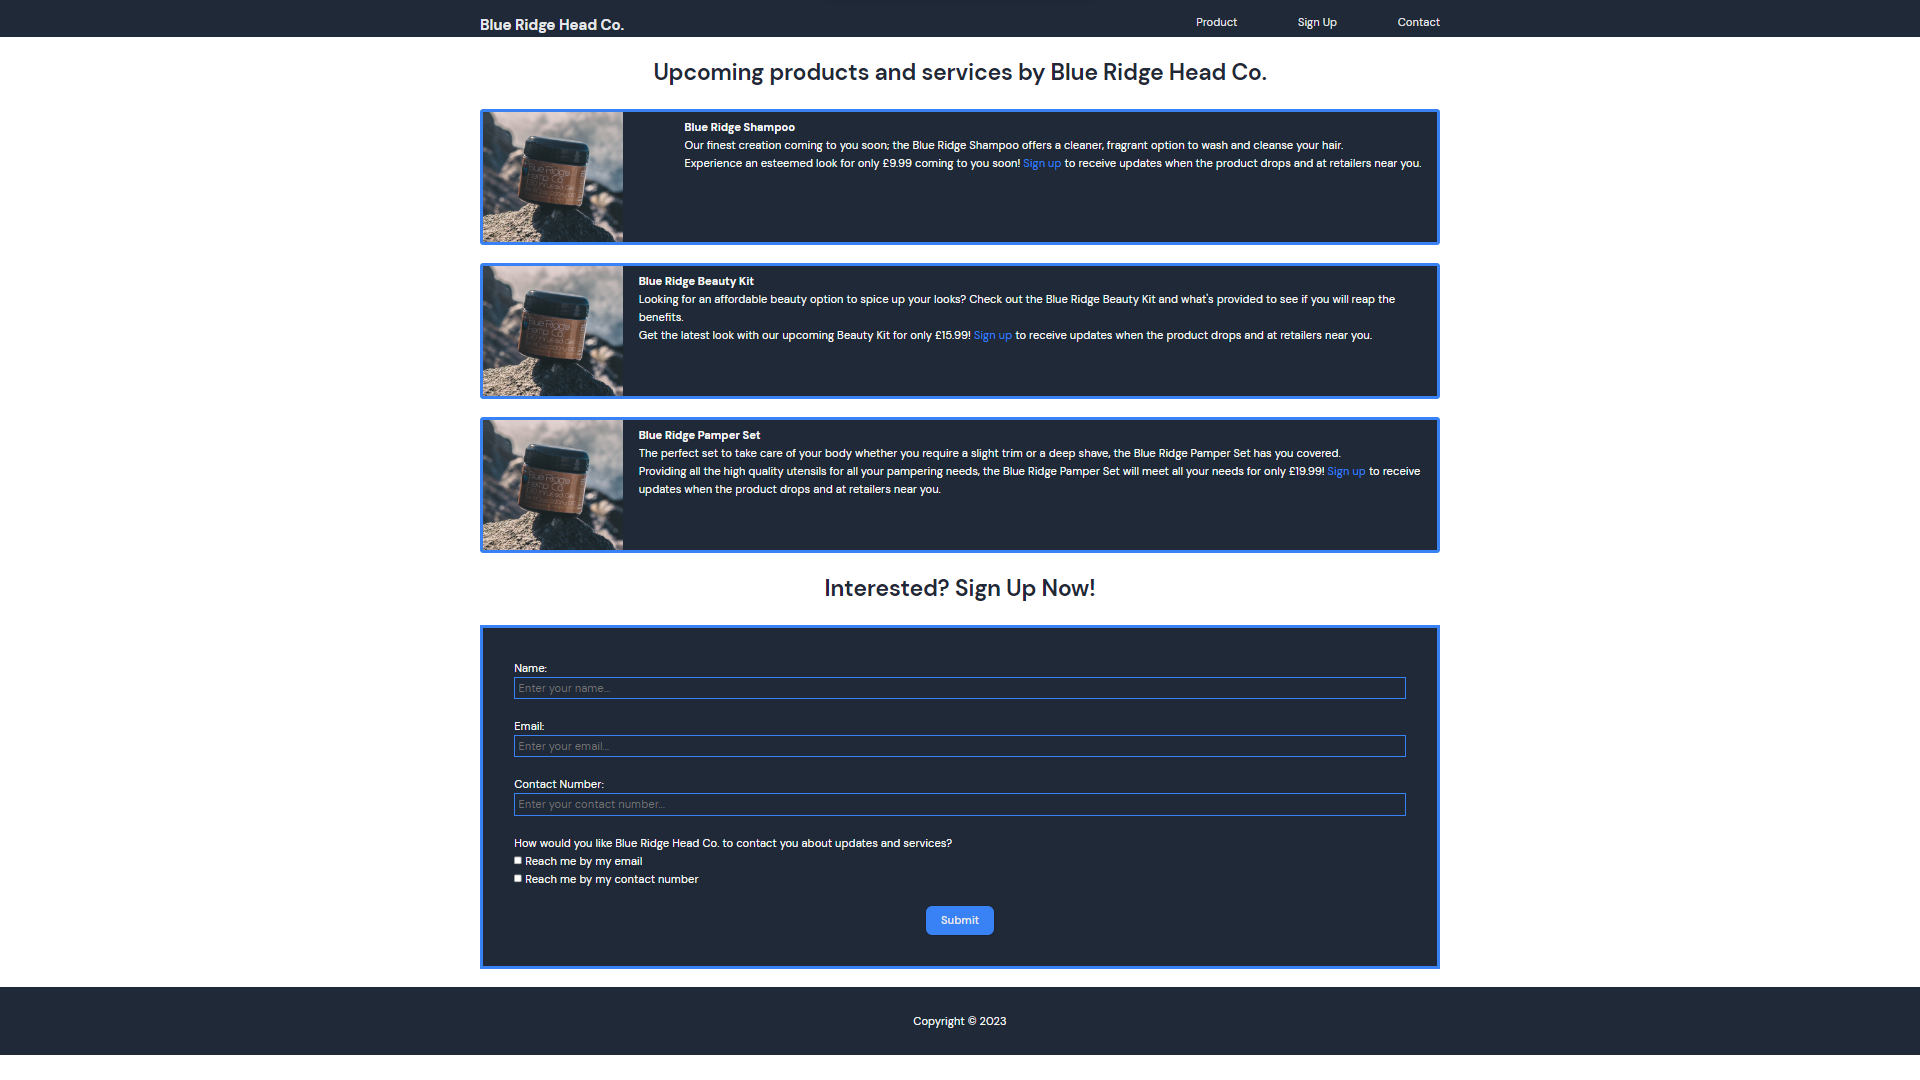 Blue Ridge Head Co.
Product
Sign Up
Contact
Upcoming products and services by Blue Ridge Head Co.
Blue Ridge Shampoo
Our finest creation coming to you soon; the Blue Ridge Shampoo offers a cleaner, fragrant option to wash and cleanse your hair.
Experience an esteemed look for only £9.99 coming to you soon! Sign up to receive updates when the product drops and at retailers near you.
Blue Ridge
Hemp Co.
Blue Ridge Beauty Kit
Looking for an affordable beauty option to spice up your looks? Check out the Blue Ridge Beauty Kit and what's provided to see if you will reap the
benefits.
Get the latest look with our upcoming Beauty Kit for only £15.99! Sign up to receive updates when the product drops and at retailers near you.
Blue Ridge
Hemp Co.
Blue Ridge Pamper Set
The perfect set to take care of your body whether you require a slight trim or a deep shave, the Blue Ridge Pamper Set has you covered.
Providing all the high quality utensils for all your pampering needs, the Blue Ridge Pamper Set will meet all your needs for only £19.99! Sign up to receive
updates when the product drops and at retailers near you.
Blue Ridge
Hemp Co.
Interested? Sign Up Now!
Name:
Enter your name...
Email:
Enter your email...
Contact Number:
Enter your contact number...
How would you like Blue Ridge Head Co. to contact you about updates and services?
Reach me by my email
Reach me by my contact number
Submit
Copyright © 2023